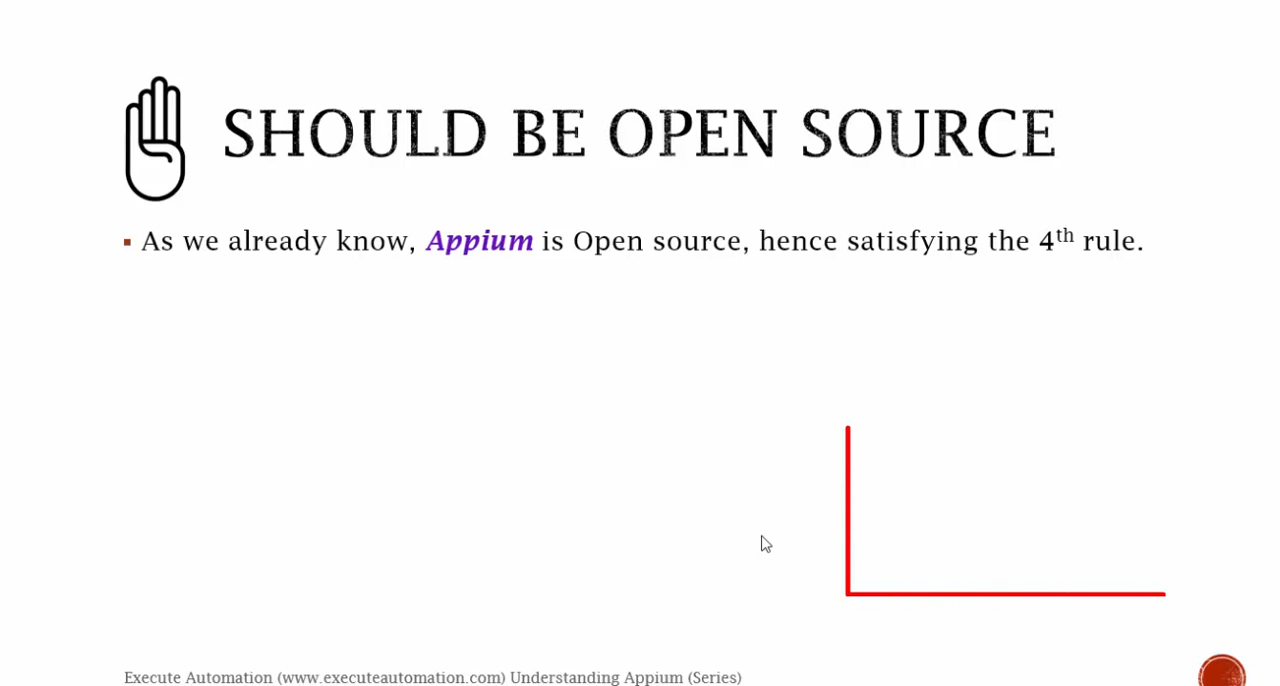 SHOULD BE OPEN SOURCE
As we already know, Appium is Open source, hence satisfying the 4th rule.
Execute Automation (www.executeautomation.com) Understanding Appium (Series)